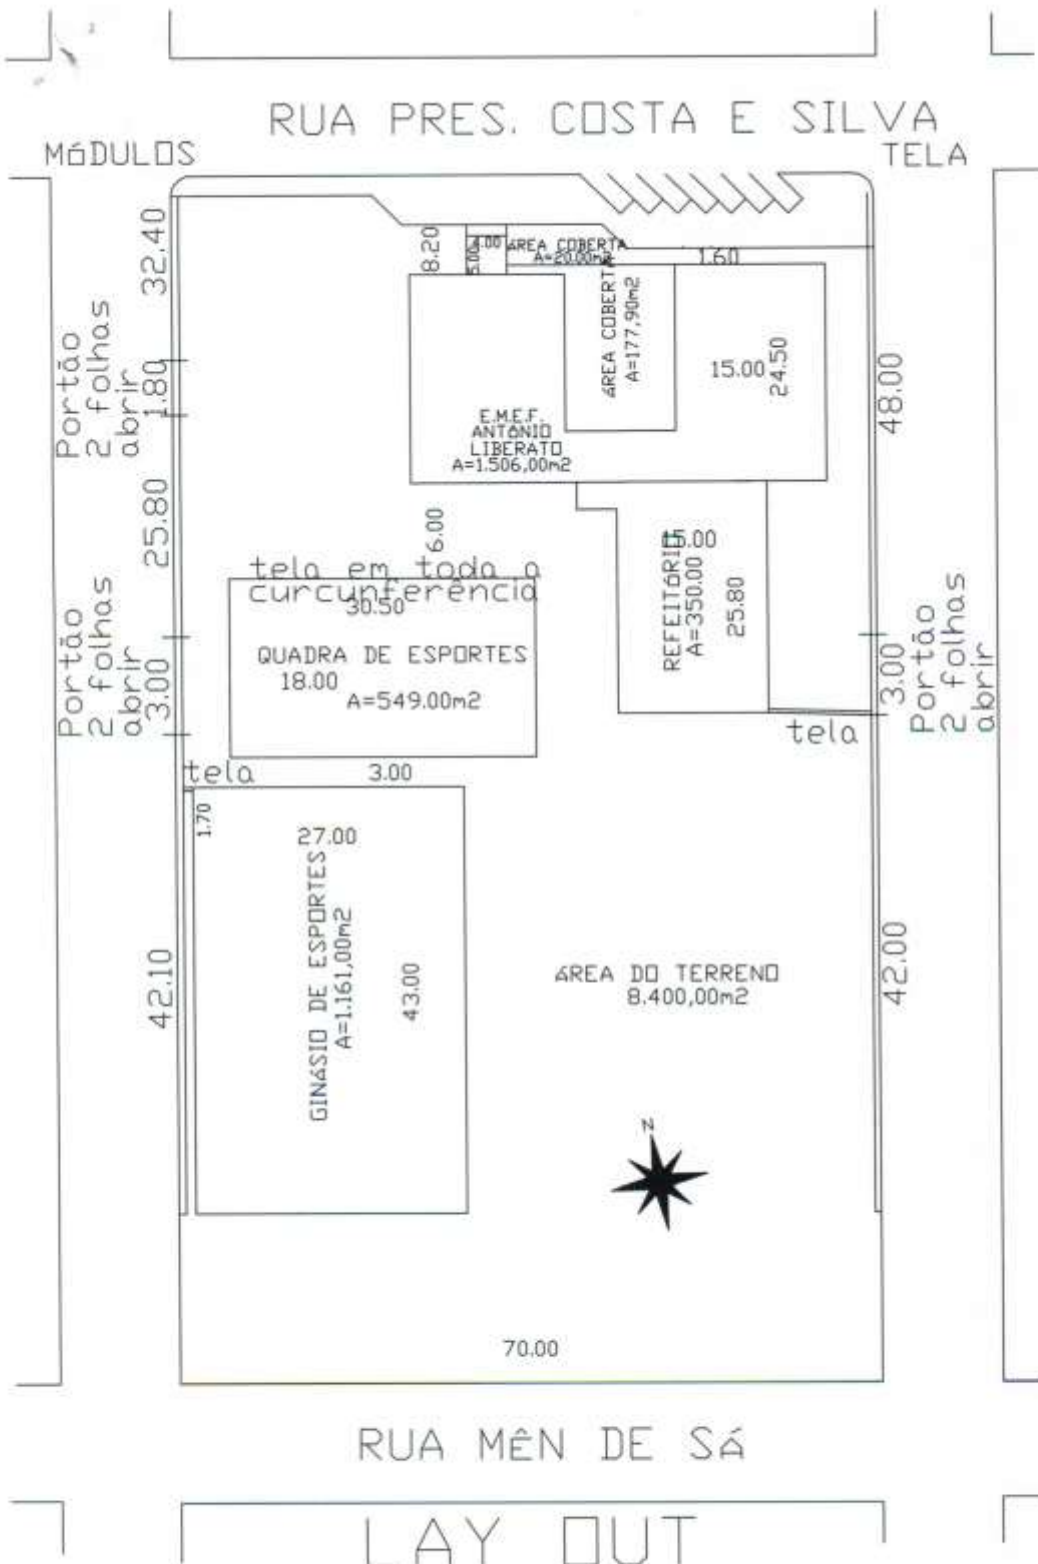 RUA PRES. COSTA E SILVA
MóDULOS
TELA
32.40
8.20
4.00
5.00
áREA COBERTA
A=20.00m2
1.60
áREA COBERTA
A=177,90m2
15.00
24.50
48.00
Portão
2 folhas
abrir
1.80
E.M.E.F.
ANTôNIO
LIBERATO
A=1.506,00m2
25.80
6.00
tela em toda a
curcunferência
30.50
QUADRA DE ESPORTES
18.00
A=549.00m2
15.00
REFEITóRIO
A=350.00
25.80
Portão
2 folhas
abrir
3.00
3.00
Portão
2 folhas
abrir
tela
tela
3.00
1.70
27.00
GINáSIO DE ESPORTES
A=1.161,00m2
43.00
42.10
áREA DO TERRENO
8.400,00m2
42.00
N
70.00
RUA MêN DE Sá
LAY OUT